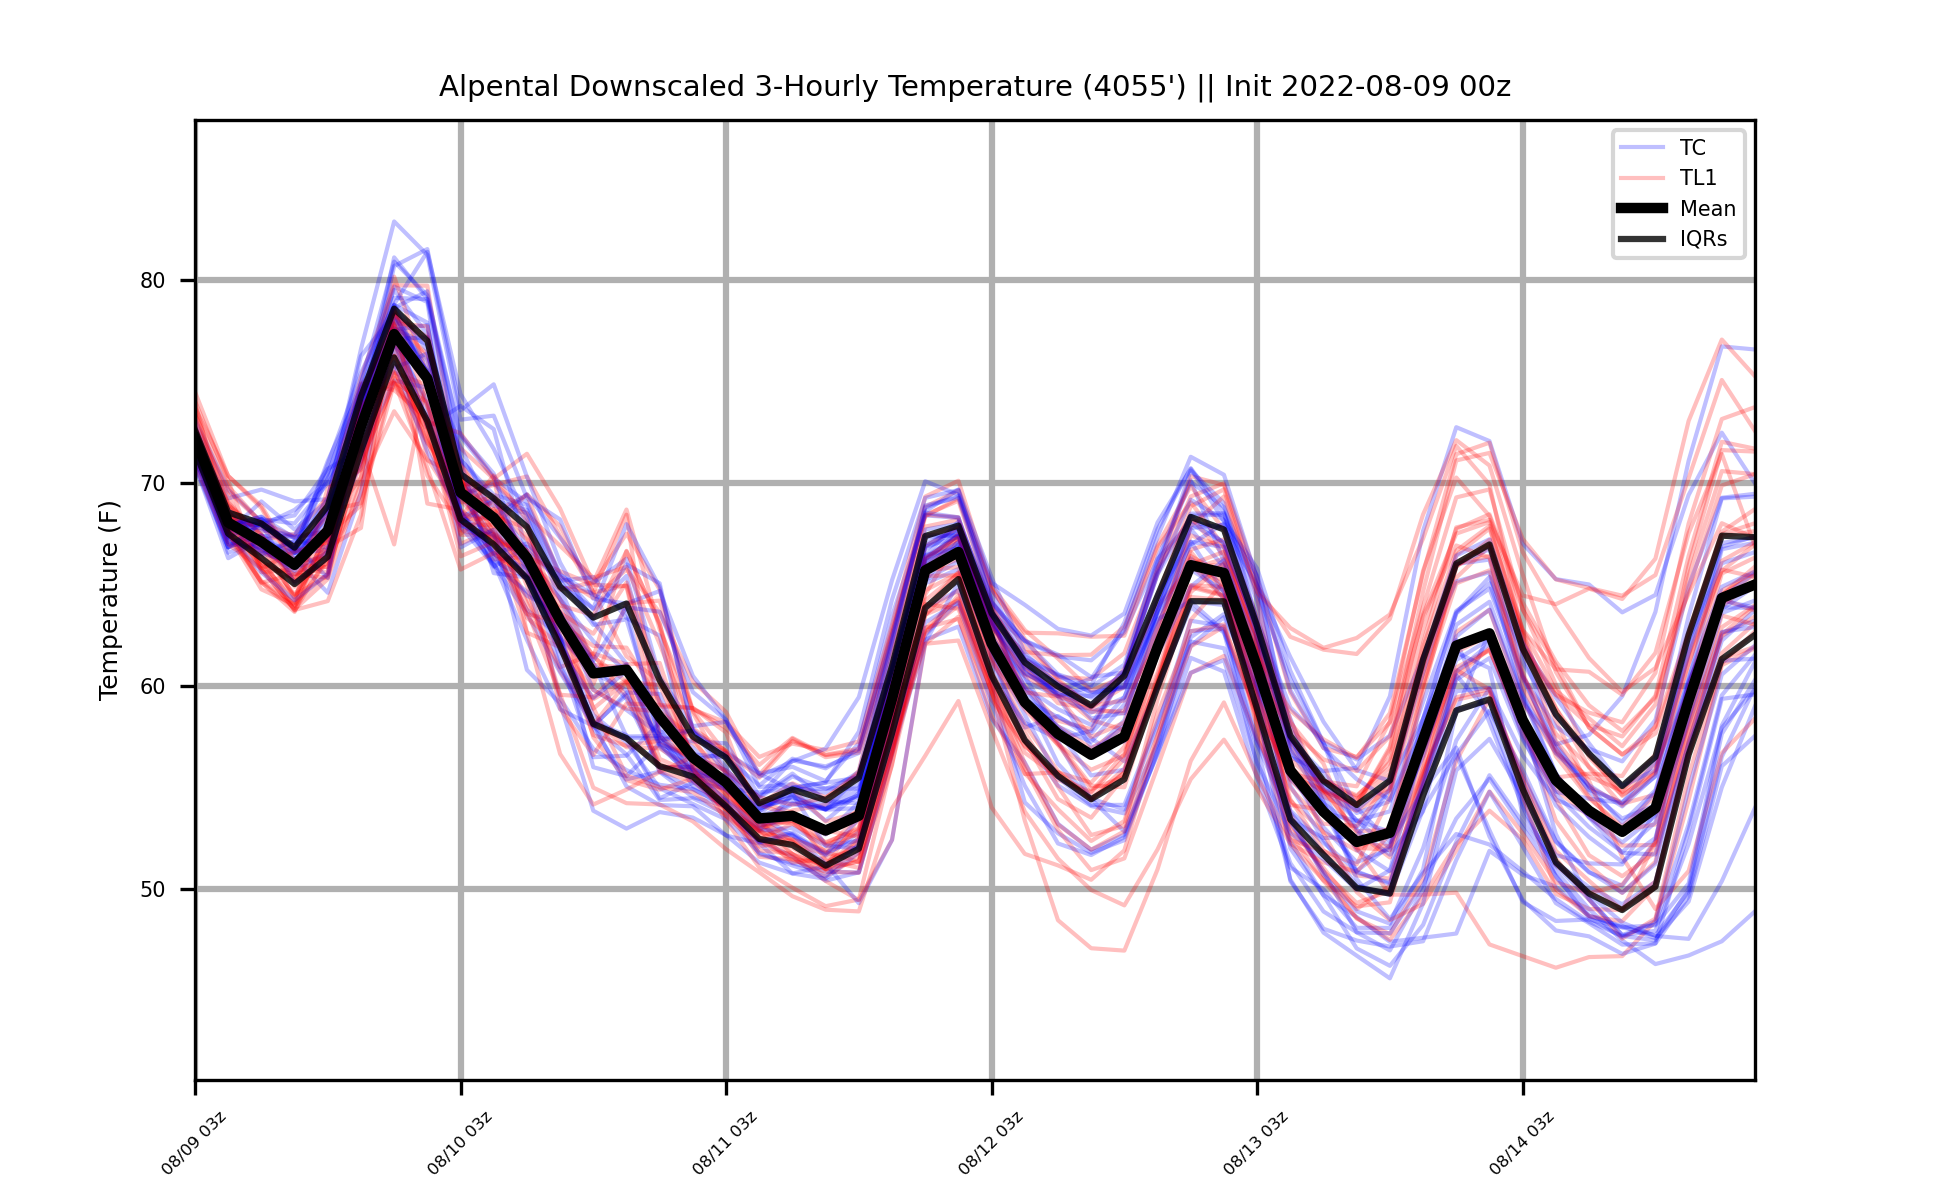 Alpental Downscaled 3-Hourly Temperature (4055') || Init 2022-08-09 00z
TC
TL1
Mean
IQRs
Temperature (F)
80
70
60
50
08/09 03z
08/10 03z
08/11 03z
08/12 03z
08/13 03z
08/14 03z